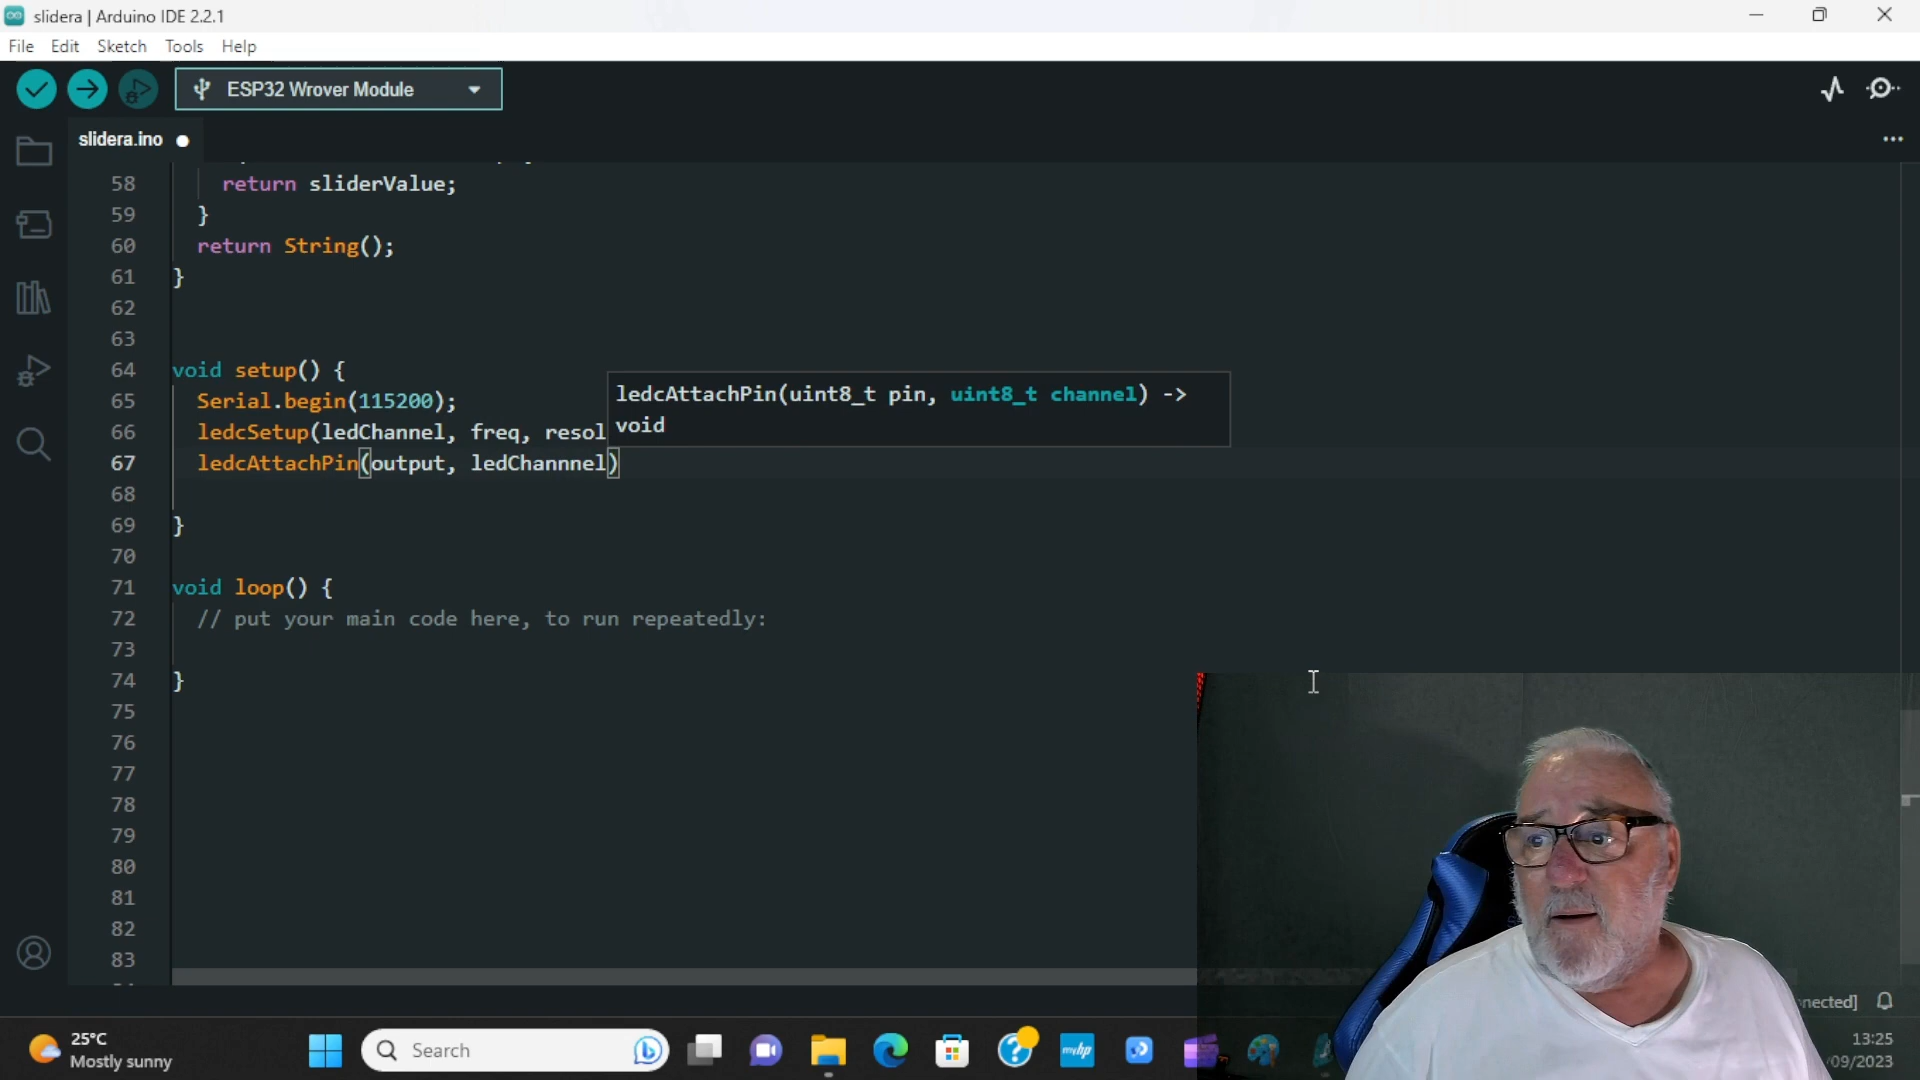 slidera | Arduino IDE 2.2.1
File Edit Sketch Tools Help
ESP32 Wrover Module
slidera.ino
58 return sliderValue;
59 }
60 return String();
61 }
62
63
64 void setup() {
65 Serial.begin(115200);
66 ledcSetup(ledChannel, freq, resol
ledcAttachPin(uint8_t pin, uint8_t channel) ->
void
67 ledcAttachPin(output, ledChannnel)
68
69 }
70
71 void loop() {
72 // put your main code here, to run repeatedly:
73
74 }
75
76
77
78
79
80
81
82
83
nected]
25°C
Mostly sunny
Search
myhp
13:25
/09/2023